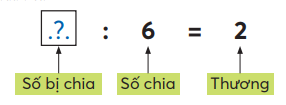 .?. : 6 = 2
Số bị chia Số chia Thương